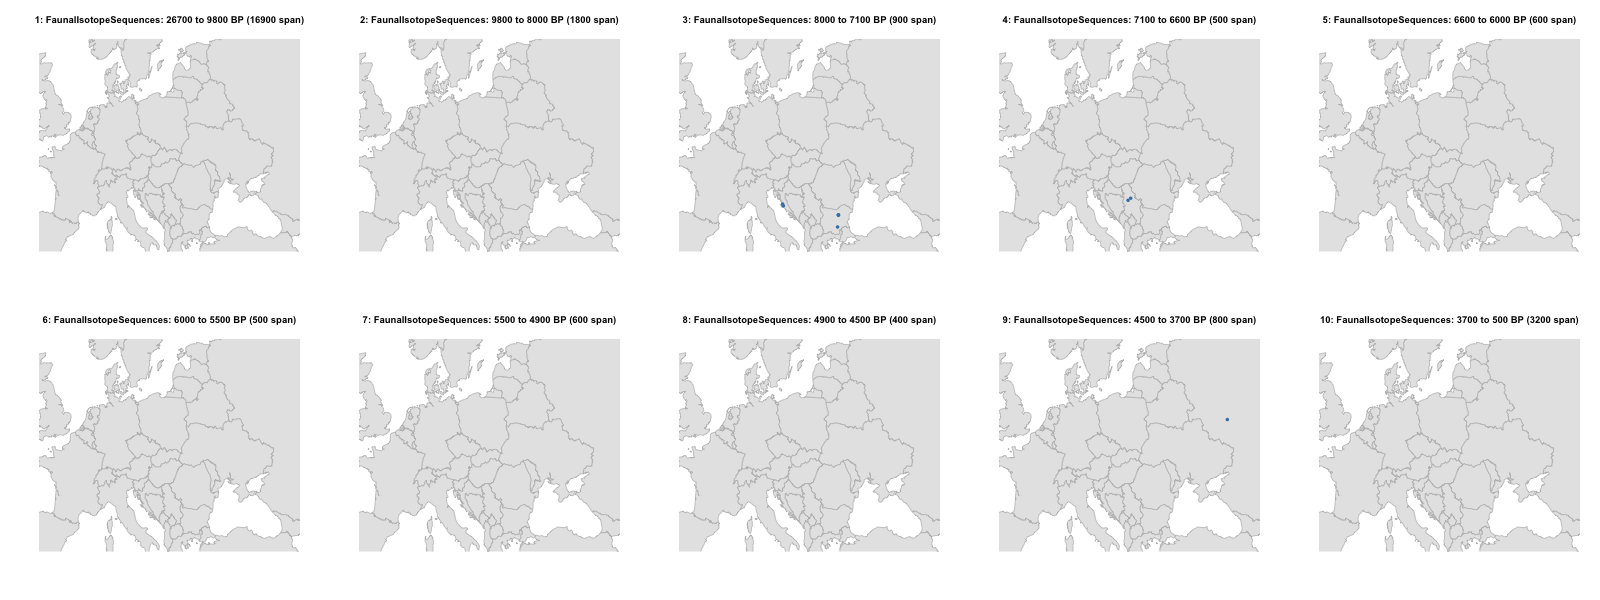 1: FaunalIsotopeSequences: 26700 to 9800 BP (16900 span)
2: FaunalIsotopeSequences: 9800 to 8000 BP (1800 span)
3: FaunalIsotopeSequences: 8000 to 7100 BP (900 span)
4: FaunalIsotopeSequences: 7100 to 6600 BP (500 span)
5: FaunalIsotopeSequences: 6600 to 6000 BP (600 span)
6: FaunalIsotopeSequences: 6000 to 5500 BP (500 span)
7: FaunalIsotopeSequences: 5500 to 4900 BP (600 span)
8: FaunalIsotopeSequences: 4900 to 4500 BP (400 span)
9: FaunalIsotopeSequences: 4500 to 3700 BP (800 span)
10: FaunalIsotopeSequences: 3700 to 500 BP (3200 span)